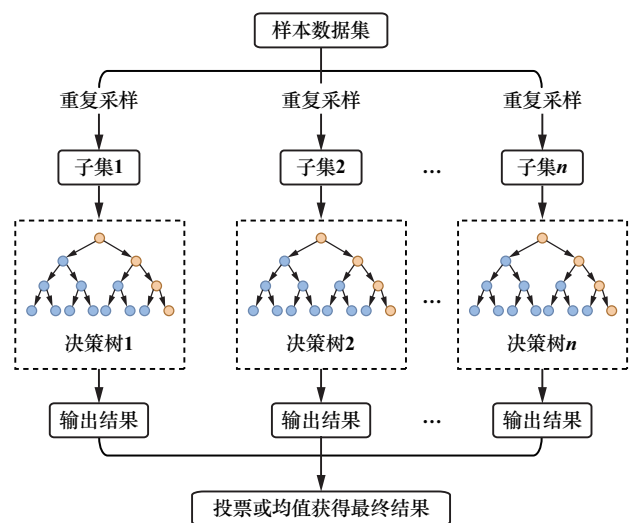 样本数据集
重复采样 重复采样 重复采样
子集1 子集2 … 子集n
…
决策树1 决策树2 决策树n
输出结果 输出结果 … 输出结果
投票或均值获得最终结果